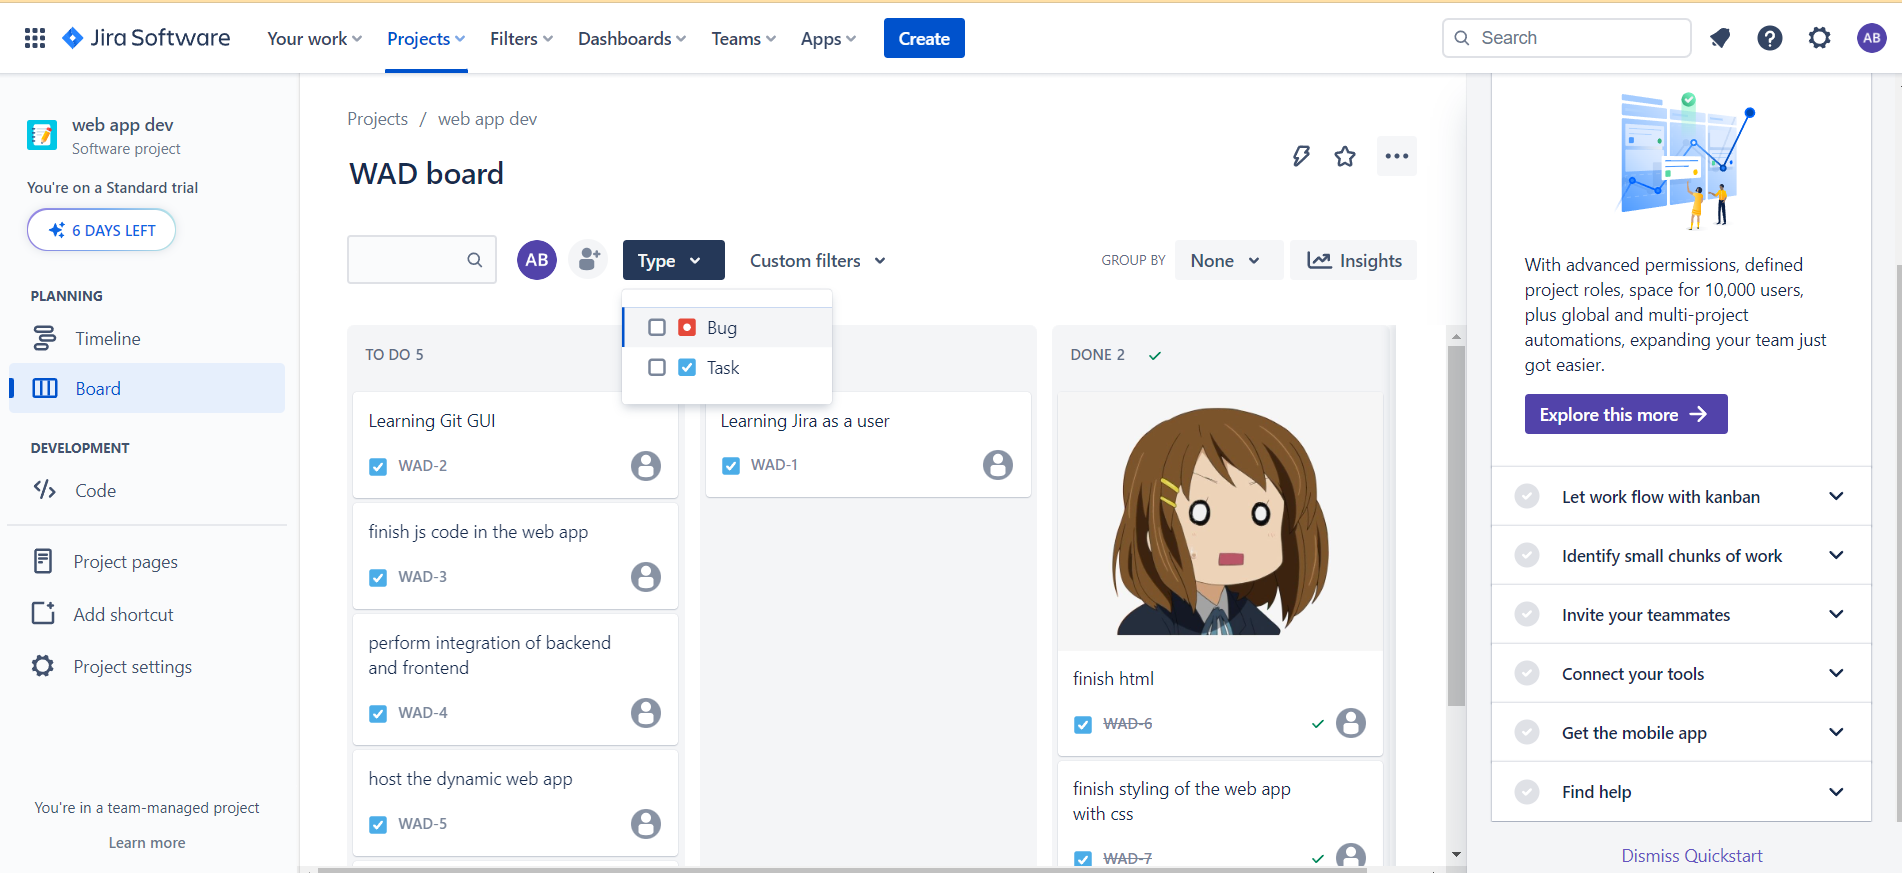 Jira Software
Your work
Projects
Filters
Dashboards
Teams
Apps
Create
Search
AB
web app dev
Software project
You're on a Standard trial
6 DAYS LEFT
PLANNING
Timeline
Board
DEVELOPMENT
Code
Project pages
Add shortcut
Project settings
You're in a team-managed project
Learn more
Projects / web app dev
WAD board
AB
Type
Custom filters
GROUP BY
None
Insights
Bug
Task
TO DO 5
Learning Git GUI
WAD-2
finish js code in the web app
WAD-3
perform integration of backend
and frontend
WAD-4
host the dynamic web app
WAD-5
Learning Jira as a user
WAD-1
DONE 2
finish html
WAD-6
finish styling of the web app
with css
WAD-7
With advanced permissions, defined
project roles, space for 10,000 users,
plus global and multi-project
automations, expanding your team just
got easier.
Explore this more
Let work flow with kanban
Identify small chunks of work
Invite your teammates
Connect your tools
Get the mobile app
Find help
Dismiss Quickstart